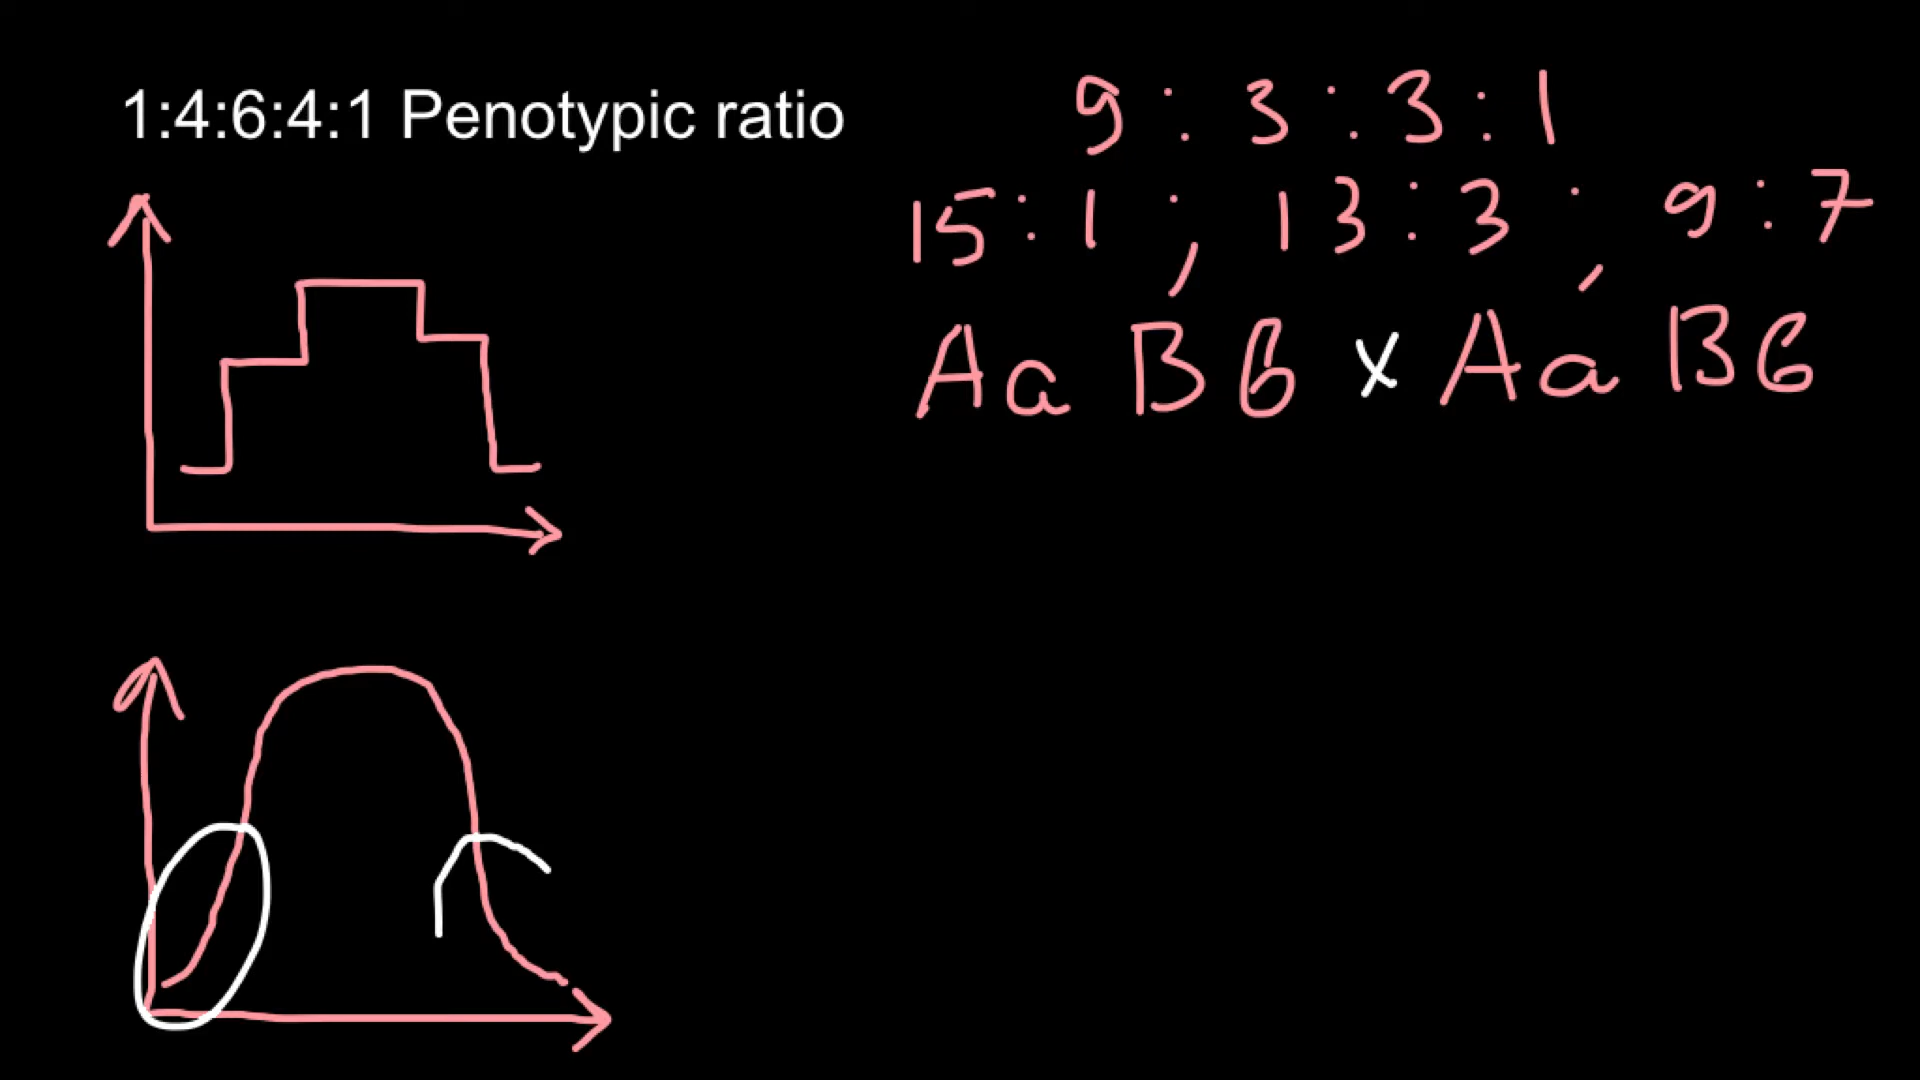 1:4:6:4:1 Penotypic ratio
9 : 3 : 3 : 1
15 : 1 ; 13 : 3 ; 9 : 7
Aa Bb x Aa Bb